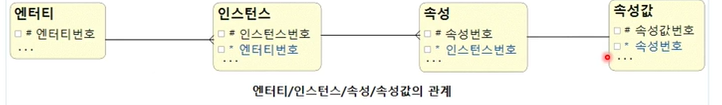 엔터티
# 엔터티번호
...
인스턴스
# 인스턴스번호
* 엔터티번호
...
속성
# 속성번호
* 인스턴스번호
...
속성값
# 속성값번호
* 속성번호
...
엔터티/인스턴스/속성/속성값의 관계